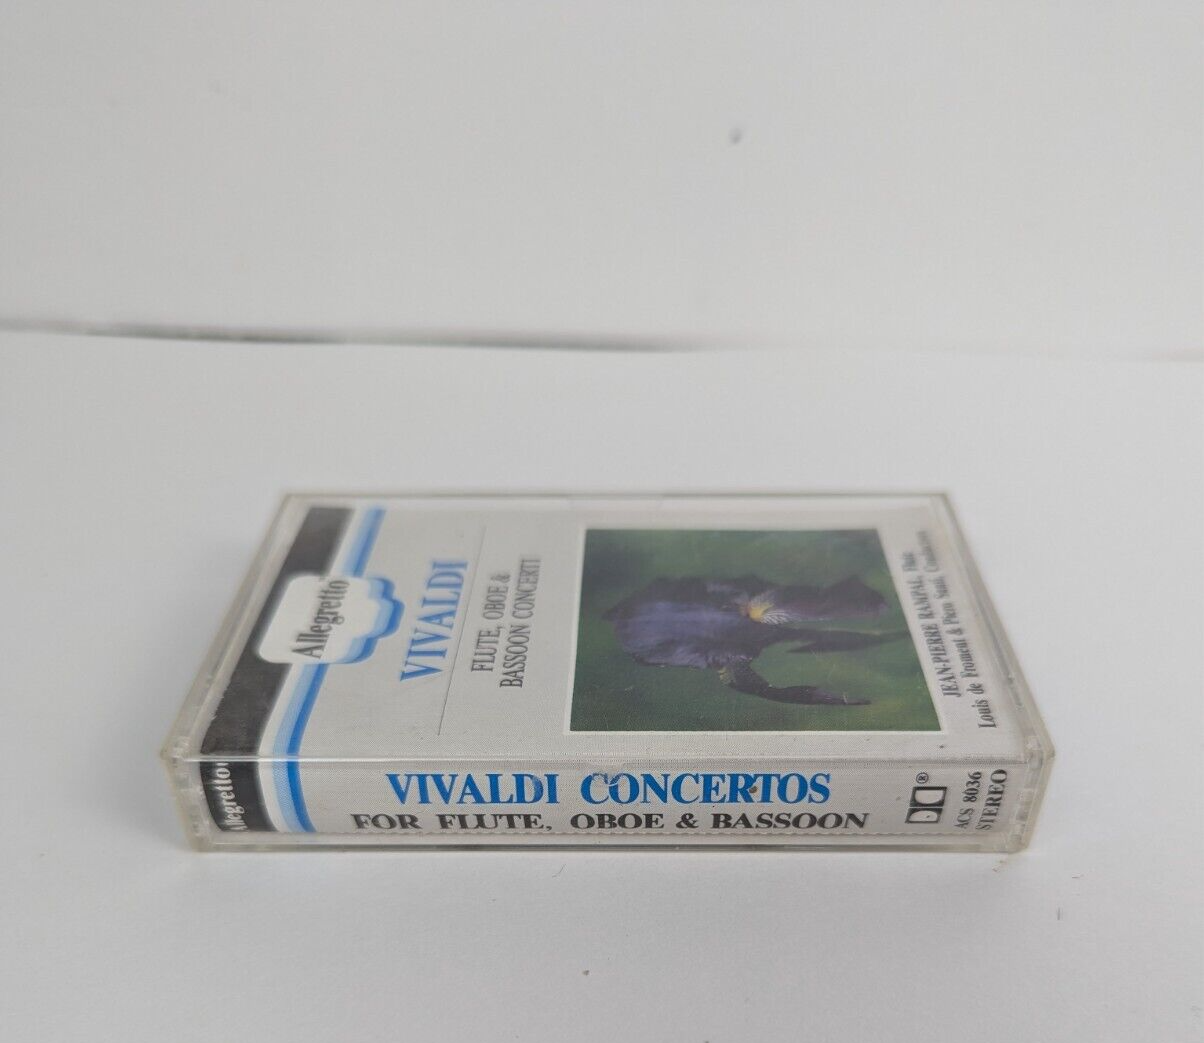 Allegretto
VIVALDI
FLUTE, OBOE &
BASSOON CONCERTI
JEAN-PIERRE RAMPAL, Flute
Louis de Froment & Piero Santi, Conductors
Allegretto
VIVALDI CONCERTOS
FOR FLUTE, OBOE & BASSOON
®
ACS 8036
STEREO